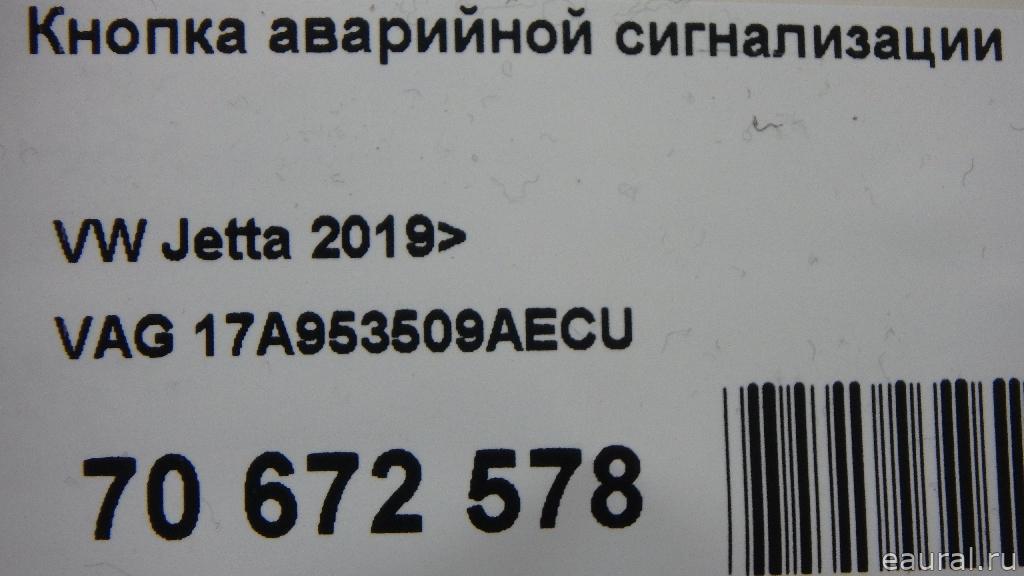 Кнопка аварийной сигнализации
VW Jetta 2019>
VAG 17A953509AECU
70 672 578
eaural.ru